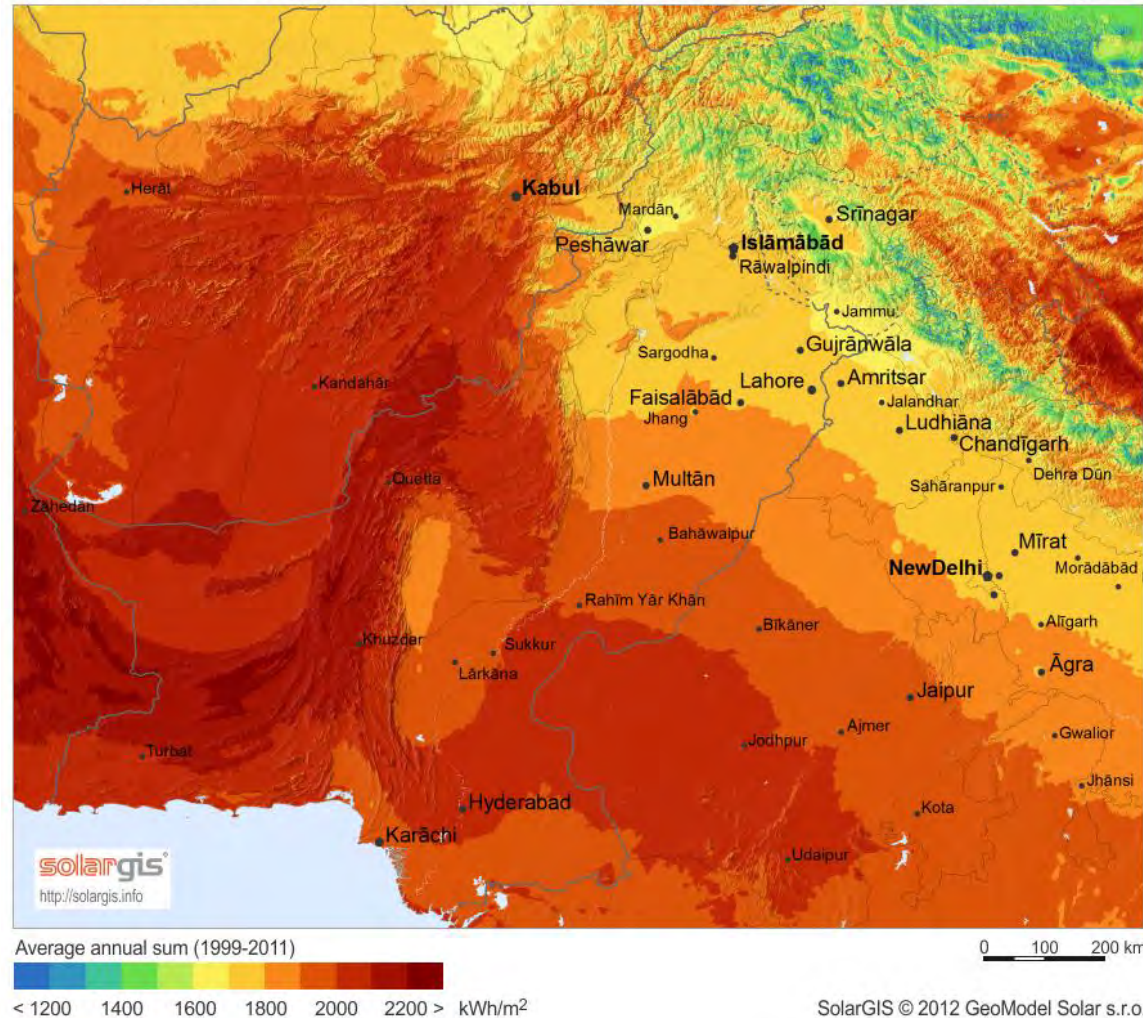 Herāt
Kabul
Mardān
Peshāwar
Srīnagar
Islāmābād
Rāwalpindi
Jammu
Sargodha
Gujrānwāla
Kandahār
Lahore
Amritsar
Faisalābād
Jalandhar
Jhang
Ludhiāna
Chandīgarh
Quetta
Multān
Dehra Dūn
Sahāranpur
Zāhedān
Bahāwalpur
Mīrat
NewDelhi
Morādābād
Rahīm Yār Khān
Bīkāner
Alīgarh
Khuzdar
Sukkur
Lārkāna
Āgra
Jaipur
Ajmer
Gwalior
Turbat
Jodhpur
Jhānsi
Hyderabad
Kota
Karāchi
Udaipur
solargis
http://solargis.info
Average annual sum (1999-2011)
0 100 200 km
< 1200 1400 1600 1800 2000 2200 > kWh/m²
SolarGIS © 2012 GeoModel Solar s.r.o